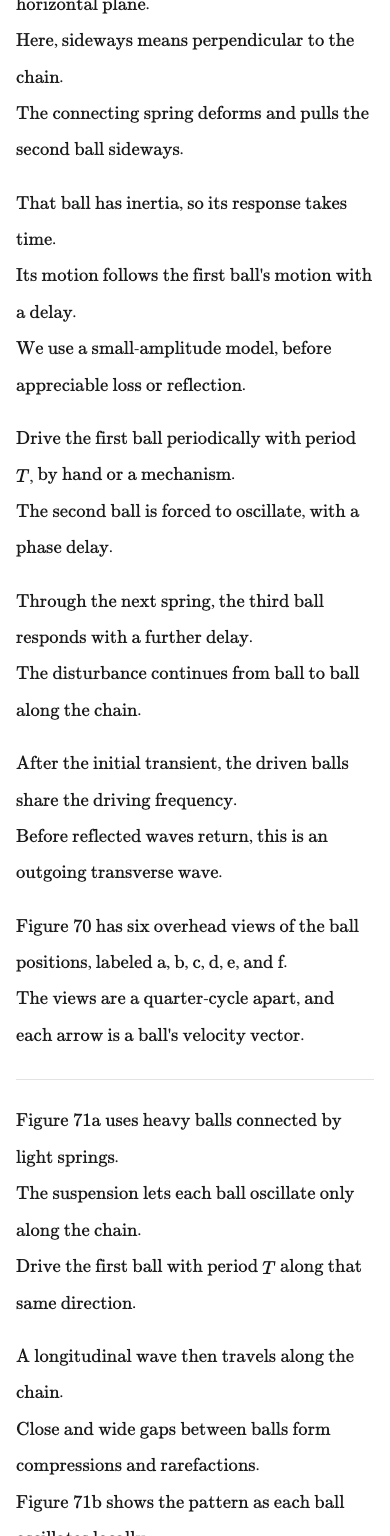 horizontal plane.
Here, sideways means perpendicular to the
chain.
The connecting spring deforms and pulls the
second ball sideways.
That ball has inertia, so its response takes
time.
Its motion follows the first ball's motion with
a delay.
We use a small-amplitude model, before
appreciable loss or reflection.
Drive the first ball periodically with period
T, by hand or a mechanism.
The second ball is forced to oscillate, with a
phase delay.
Through the next spring, the third ball
responds with a further delay.
The disturbance continues from ball to ball
along the chain.
After the initial transient, the driven balls
share the driving frequency.
Before reflected waves return, this is an
outgoing transverse wave.
Figure 70 has six overhead views of the ball
positions, labeled a, b, c, d, e, and f.
The views are a quarter-cycle apart, and
each arrow is a ball's velocity vector.
Figure 71a uses heavy balls connected by
light springs.
The suspension lets each ball oscillate only
along the chain.
Drive the first ball with period T along that
same direction.
A longitudinal wave then travels along the
chain.
Close and wide gaps between balls form
compressions and rarefactions.
Figure 71b shows the pattern as each ball
oscillates locally.